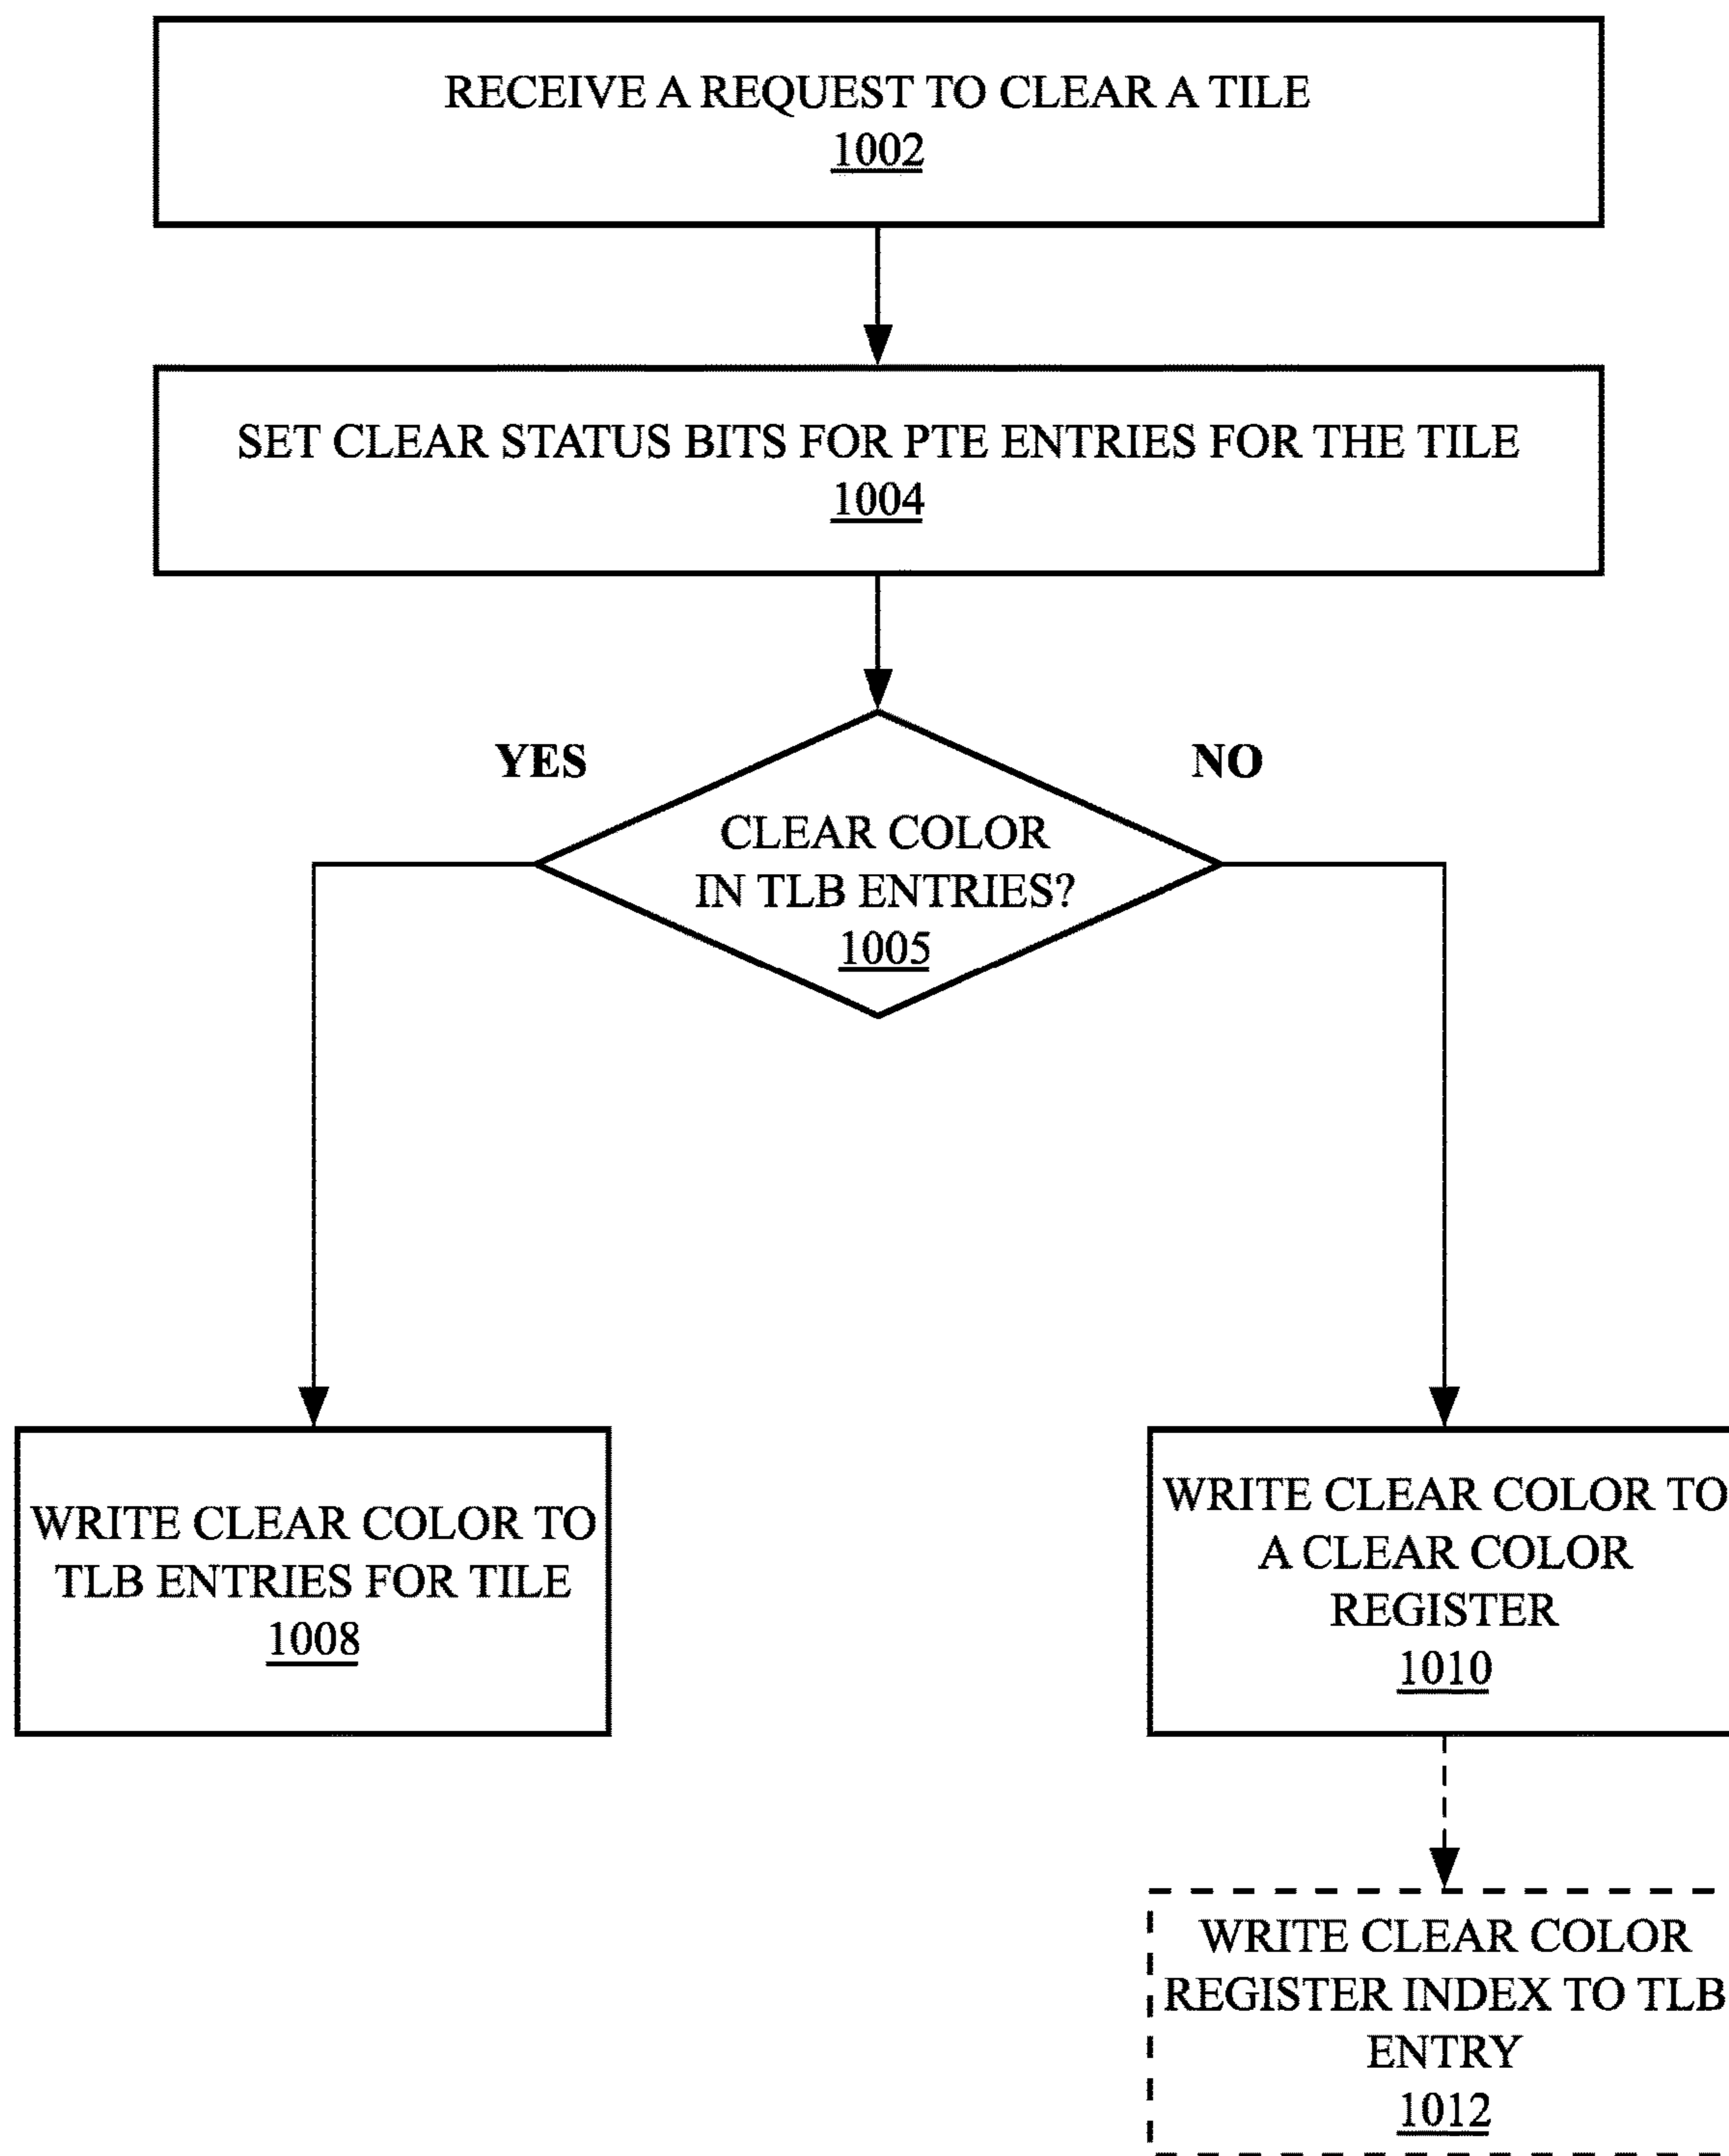 RECEIVE A REQUEST TO CLEAR A TILE
1002
SET CLEAR STATUS BITS FOR PTE ENTRIES FOR THE TILE
1004
YES
NO
CLEAR COLOR
IN TLB ENTRIES?
1005
WRITE CLEAR COLOR TO
TLB ENTRIES FOR TILE
1008
WRITE CLEAR COLOR TO
A CLEAR COLOR
REGISTER
1010
WRITE CLEAR COLOR
REGISTER INDEX TO TLB
ENTRY
1012